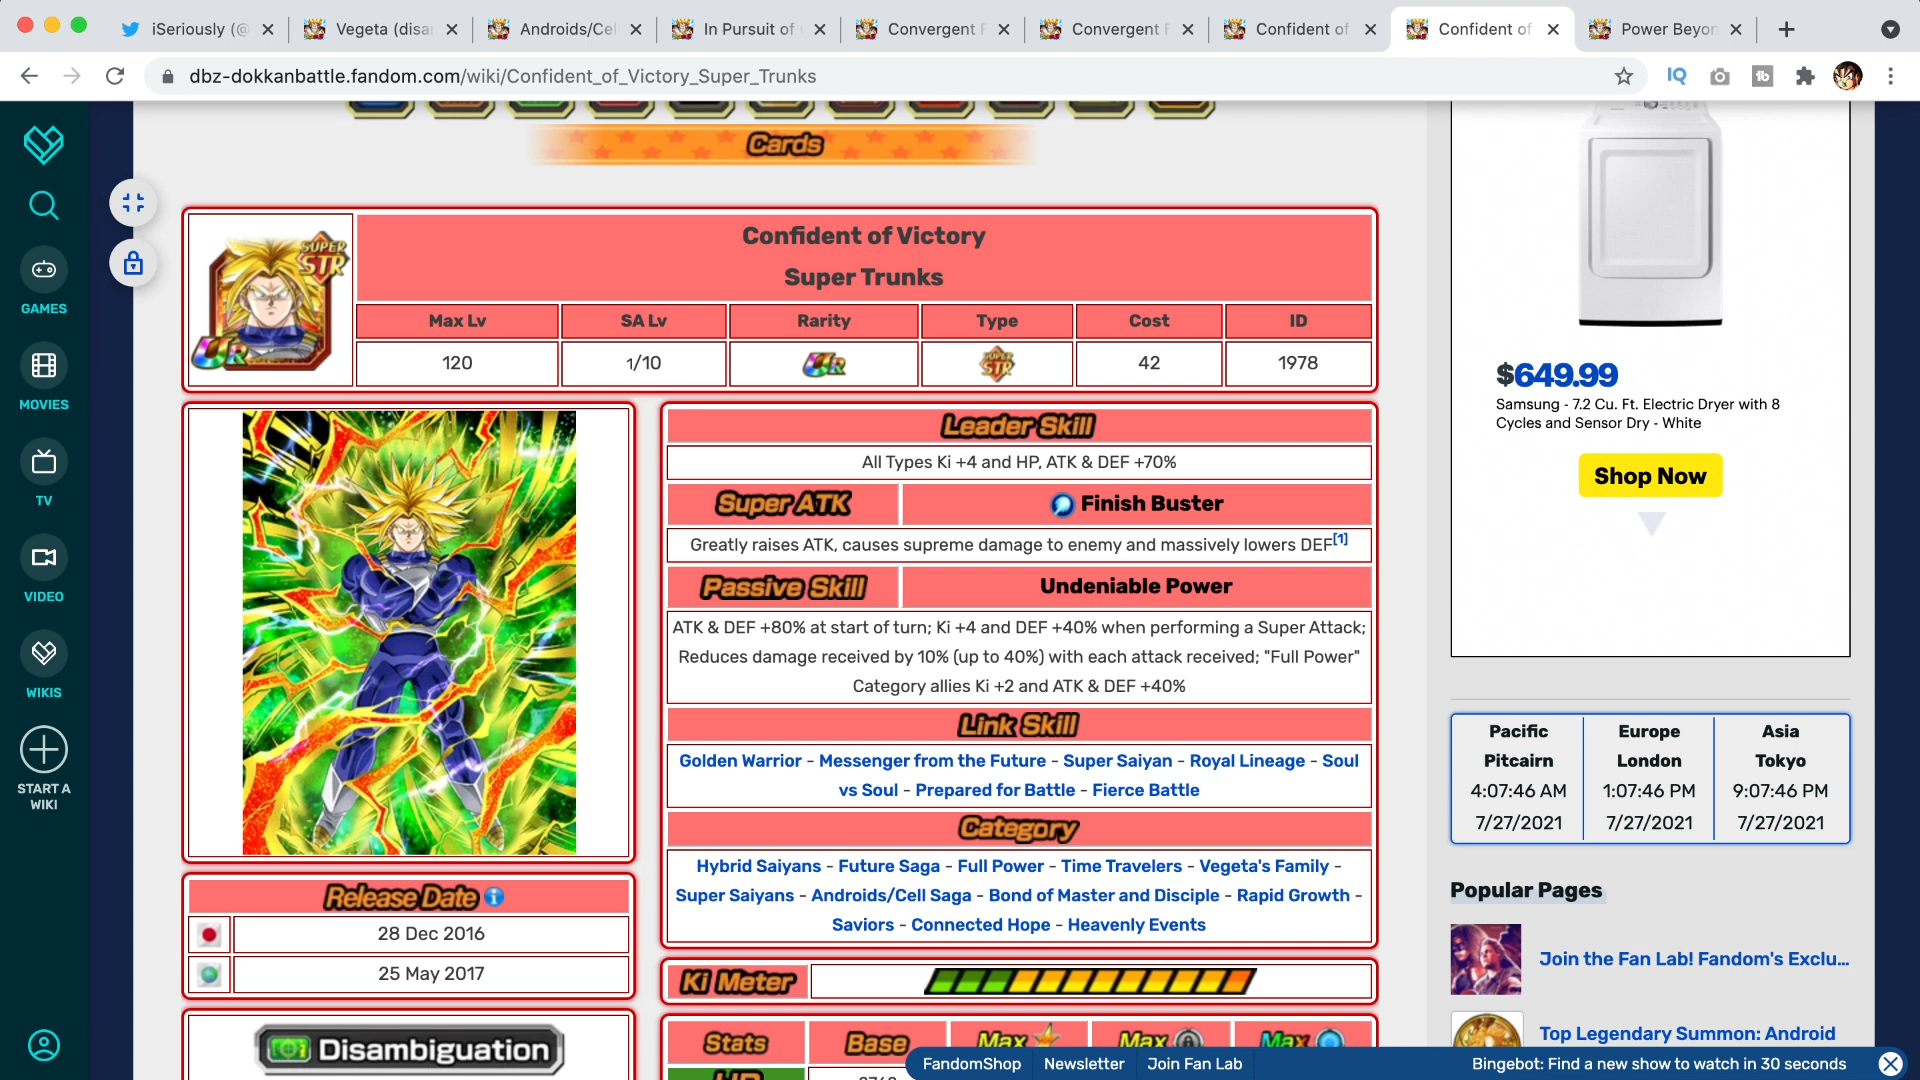 iSeriously (@
Vegeta (disar
Androids/Cel
In Pursuit of
Convergent F
Convergent F
Confident of
Confident of
Power Beyon
dbz-dokkanbattle.fandom.com/wiki/Confident_of_Victory_Super_Trunks
IQ
GAMES
MOVIES
TV
VIDEO
WIKIS
START A
WIKI
Cards
SUPER
STR
UR
Confident of Victory
Super Trunks
Max Lv SA Lv Rarity Type Cost ID
120 1/10 UR SUPER STR 42 1978
Leader Skill
All Types Ki +4 and HP, ATK & DEF +70%
Super ATK Finish Buster
Greatly raises ATK, causes supreme damage to enemy and massively lowers DEF[1]
Passive Skill Undeniable Power
ATK & DEF +80% at start of turn; Ki +4 and DEF +40% when performing a Super Attack;
Reduces damage received by 10% (up to 40%) with each attack received; "Full Power"
Category allies Ki +2 and ATK & DEF +40%
Link Skill
Golden Warrior - Messenger from the Future - Super Saiyan - Royal Lineage - Soul
vs Soul - Prepared for Battle - Fierce Battle
Category
Hybrid Saiyans - Future Saga - Full Power - Time Travelers - Vegeta's Family -
Super Saiyans - Androids/Cell Saga - Bond of Master and Disciple - Rapid Growth -
Saviors - Connected Hope - Heavenly Events
Ki Meter
Stats Base Max Max Max
Release Date
28 Dec 2016
25 May 2017
Disambiguation
$649.99
Samsung - 7.2 Cu. Ft. Electric Dryer with 8
Cycles and Sensor Dry - White
Shop Now
Pacific Europe Asia
Pitcairn London Tokyo
4:07:46 AM 1:07:46 PM 9:07:46 PM
7/27/2021 7/27/2021 7/27/2021
Popular Pages
Join the Fan Lab! Fandom's Exclu...
Top Legendary Summon: Android
FandomShop Newsletter Join Fan Lab
Bingebot: Find a new show to watch in 30 seconds